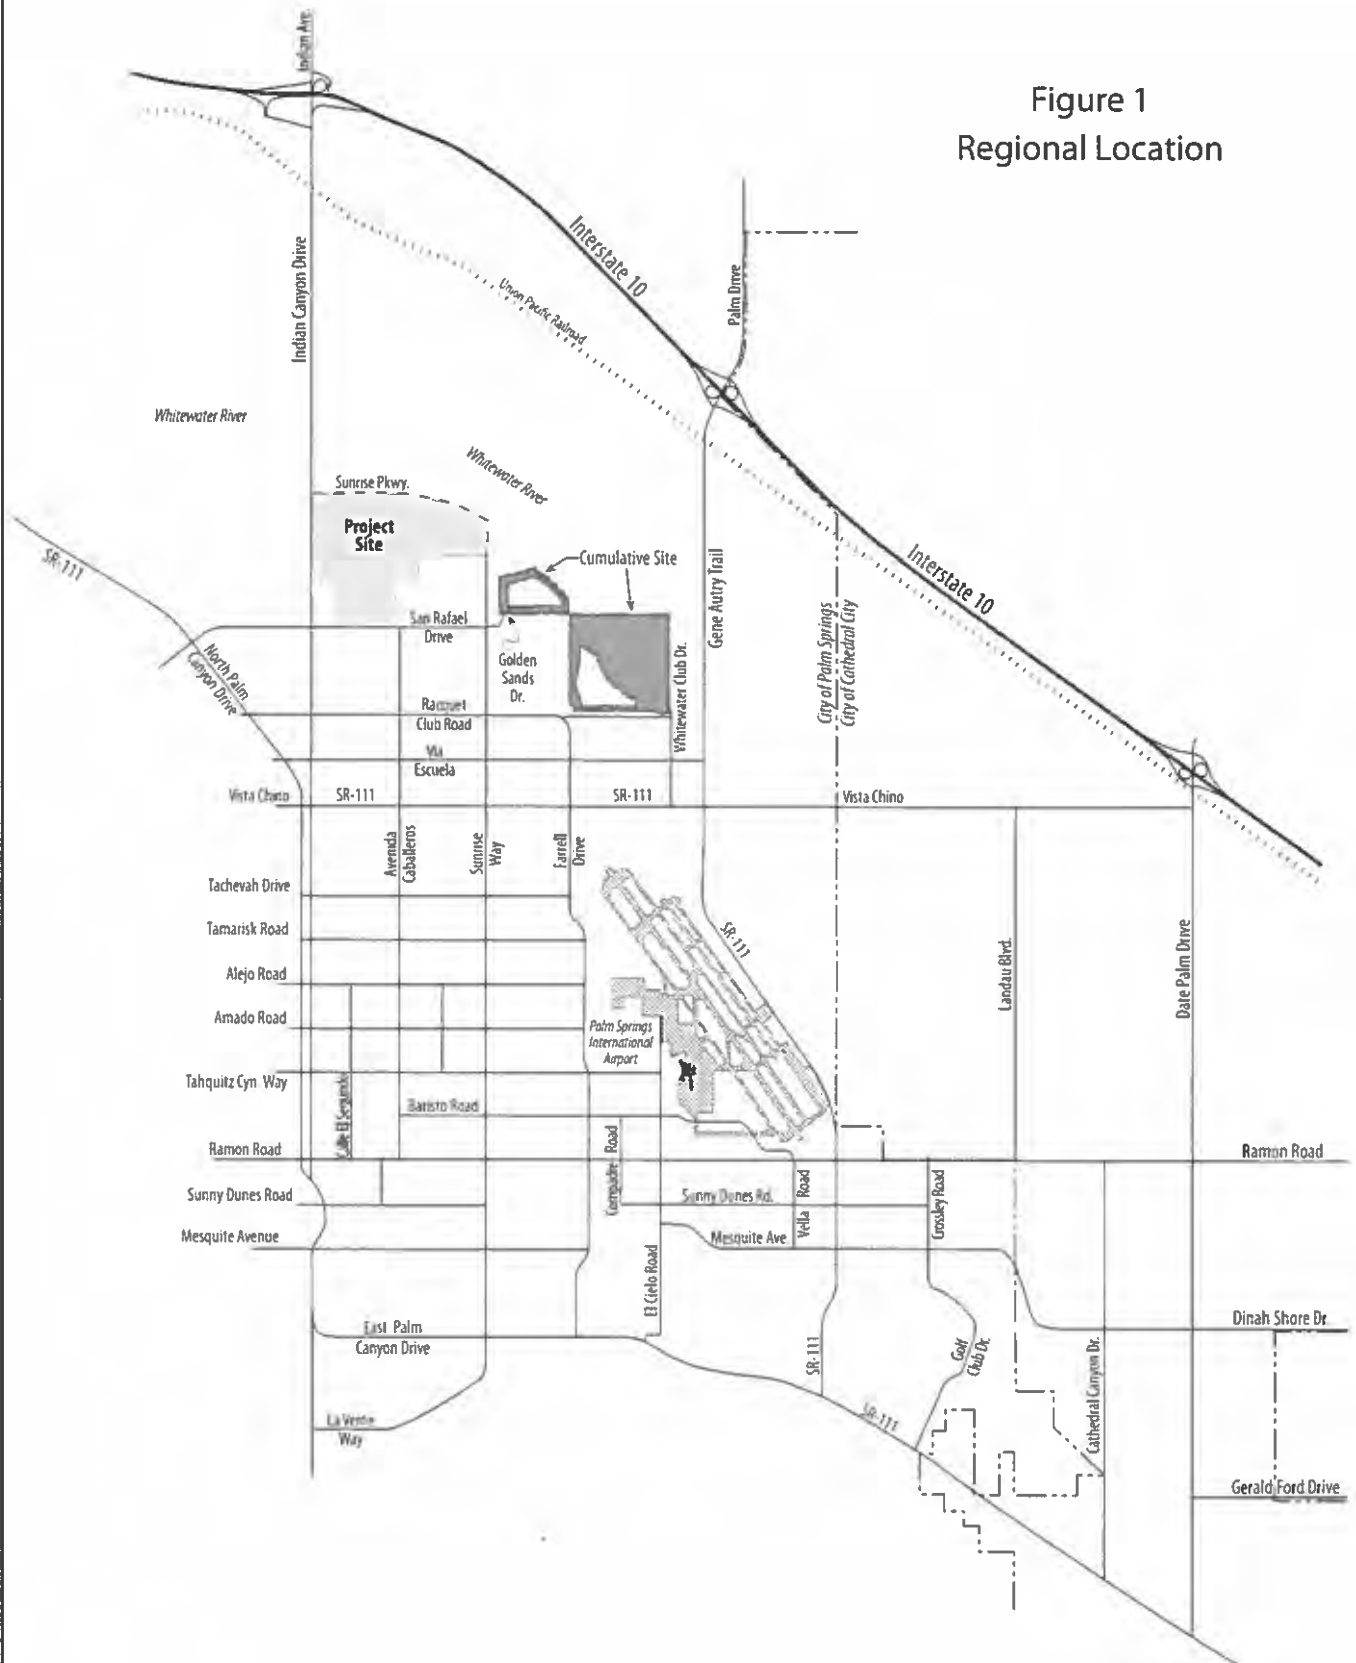 Indian Ave.
Figure 1
Regional Location
Interstate 10
Union Pacific Railroad
Palm Drive
Indian Canyon Drive
Whitewater River
Whitewater River
Sunrise Pkwy.
Project
Site
Cumulative Site
SR-111
Gene Autry Trail
Interstate 10
San Rafael
Drive
North Palm
Canyon Drive
Golden
Sands
Dr.
Whitewater Club Dr.
City of Palm Springs
City of Cathedral City
Racquet
Club Road
Via
Escuela
Vista Chino
SR-111
SR-111
Vista Chino
Avenida
Caballeros
Sunrise
Way
Farrell
Drive
Tachevah Drive
Tamarisk Road
SR-111
Landau Blvd.
Date Palm Drive
Alejo Road
Amado Road
Palm Springs
International
Airport
Tahquitz Cyn Way
Calle El Segundo
Baristo Road
Compadre Road
Ramon Road
Ramon Road
Sunny Dunes Road
Sunny Dunes Rd.
Vella Road
Crossley Road
Mesquite Avenue
Mesquite Ave
El Cielo Road
East Palm
Canyon Drive
SR-111
Golf
Club Dr.
Dinah Shore Dr.
Cathedral Canyon Dr.
SR-111
La Verne
Way
Gerald Ford Drive